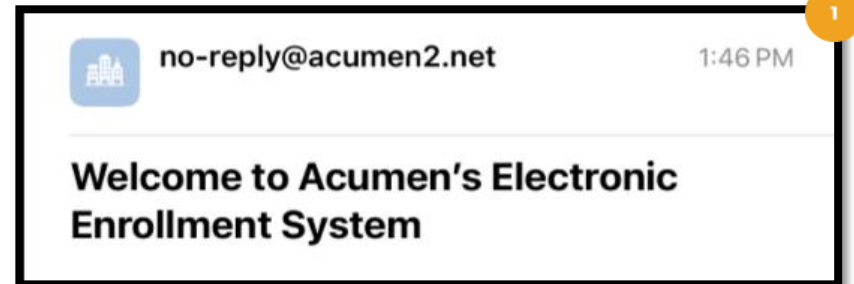 1
no-reply@acumen2.net 1:46 PM
Welcome to Acumen's Electronic
Enrollment System